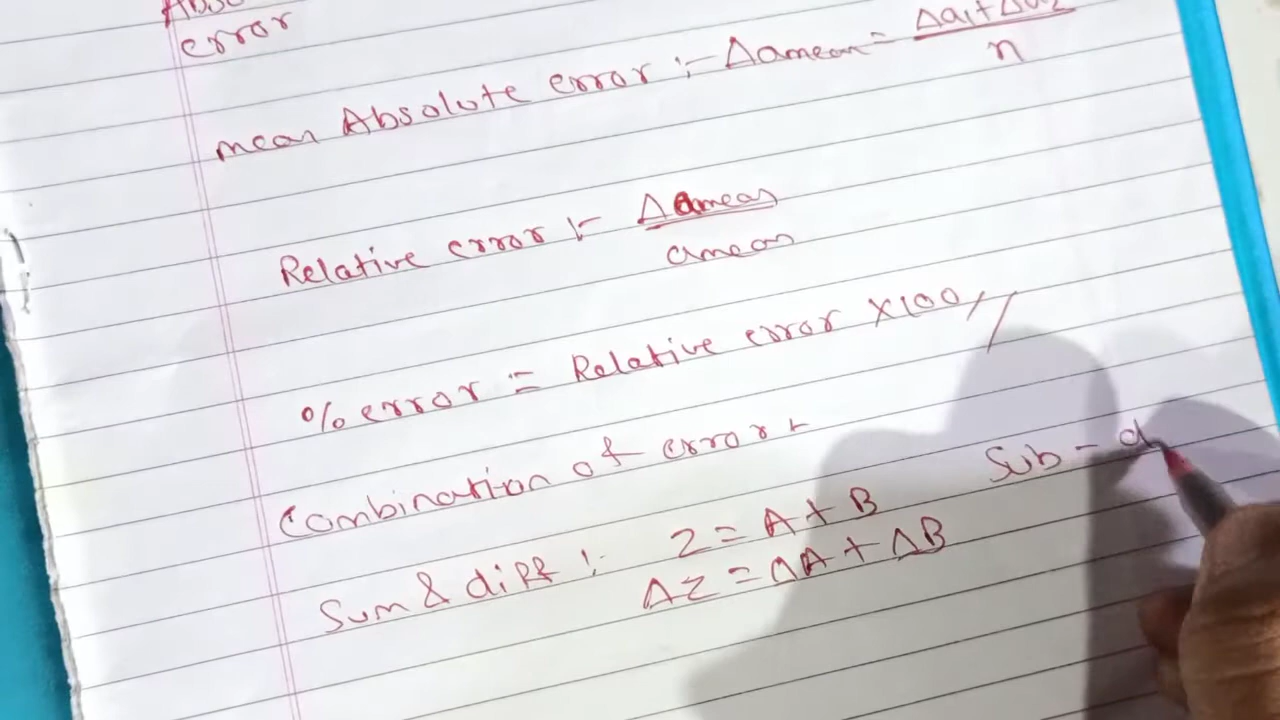 error
mean Absolute error :- Δamean = Δa1+Δa2 / n
Relative error :- Δamean / amean
% error = Relative error ×100 //
Combination of error :-
Sub -
Sum & diff :- Z = A + B
ΔZ = ΔA + ΔB